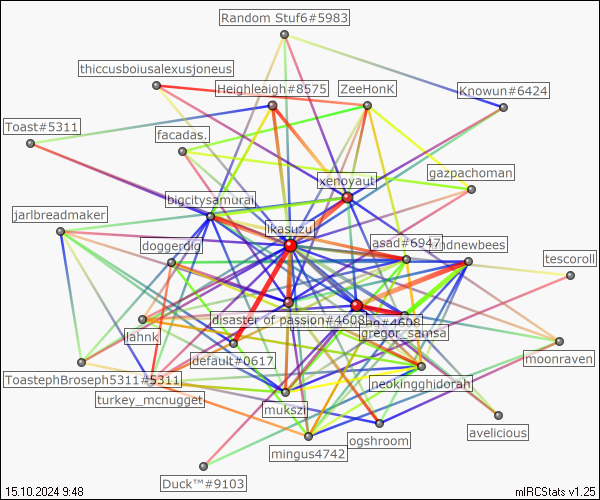 Random Stuf6#5983
thiccusboiusalexusjoneus
Heighleaigh#8575
ZeeHonK
Knowun#6424
Toast#5311
facadas.
xenoyaut
gazpachoman
bigcitysamurai
jarlbreadmaker
ikasuzu
asad#6947
ndnewbees
doggerdig
tescoroll
disaster of passion#4608
ag#4608
gregor_samsa
lahnk
default#0617
moonraven
ToastephBroseph5311#5311
neokingghidorah
turkey_mcnugget
mukszi
avelicious
mingus4742
ogshroom
Duck™#9103
15.10.2024 9:48
mIRCStats v1.25